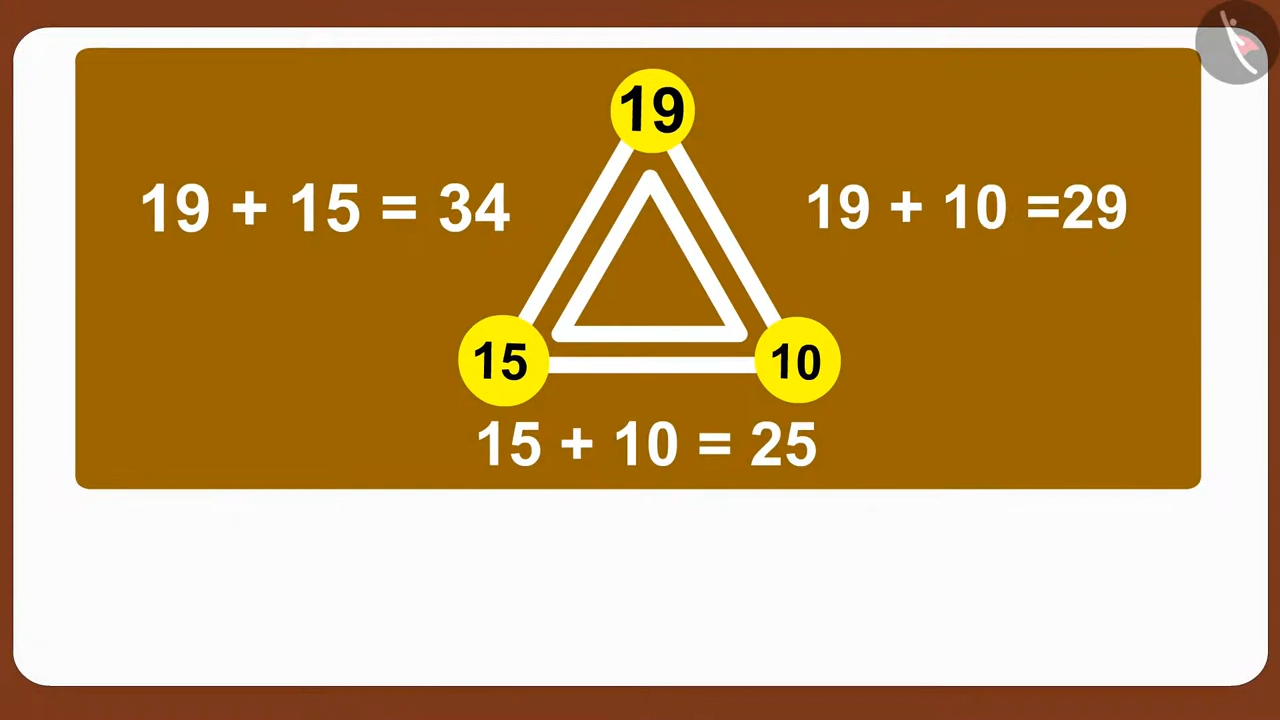 19
19 + 15 = 34
19 + 10 =29
15
10
15 + 10 = 25